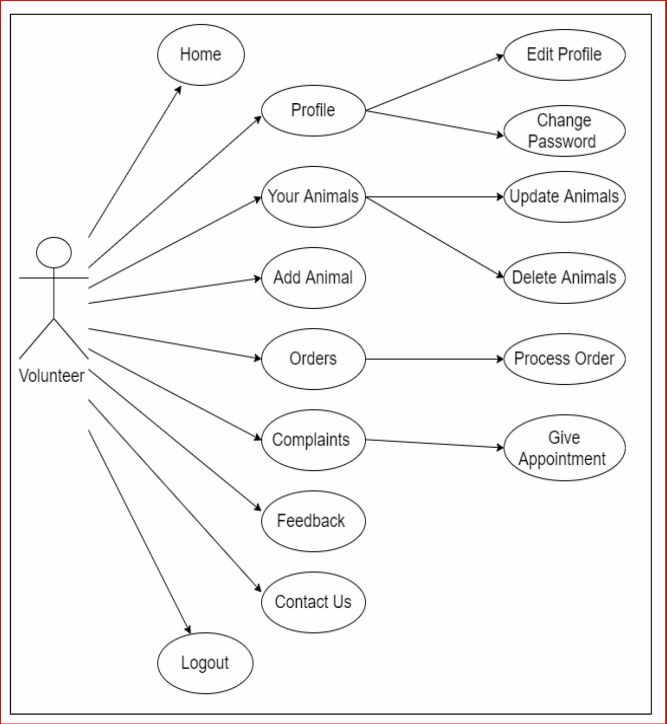 Home
Edit Profile
Profile
Change
Password
Your Animals
Update Animals
Add Animal
Delete Animals
Volunteer
Orders
Process Order
Complaints
Give
Appointment
Feedback
Contact Us
Logout